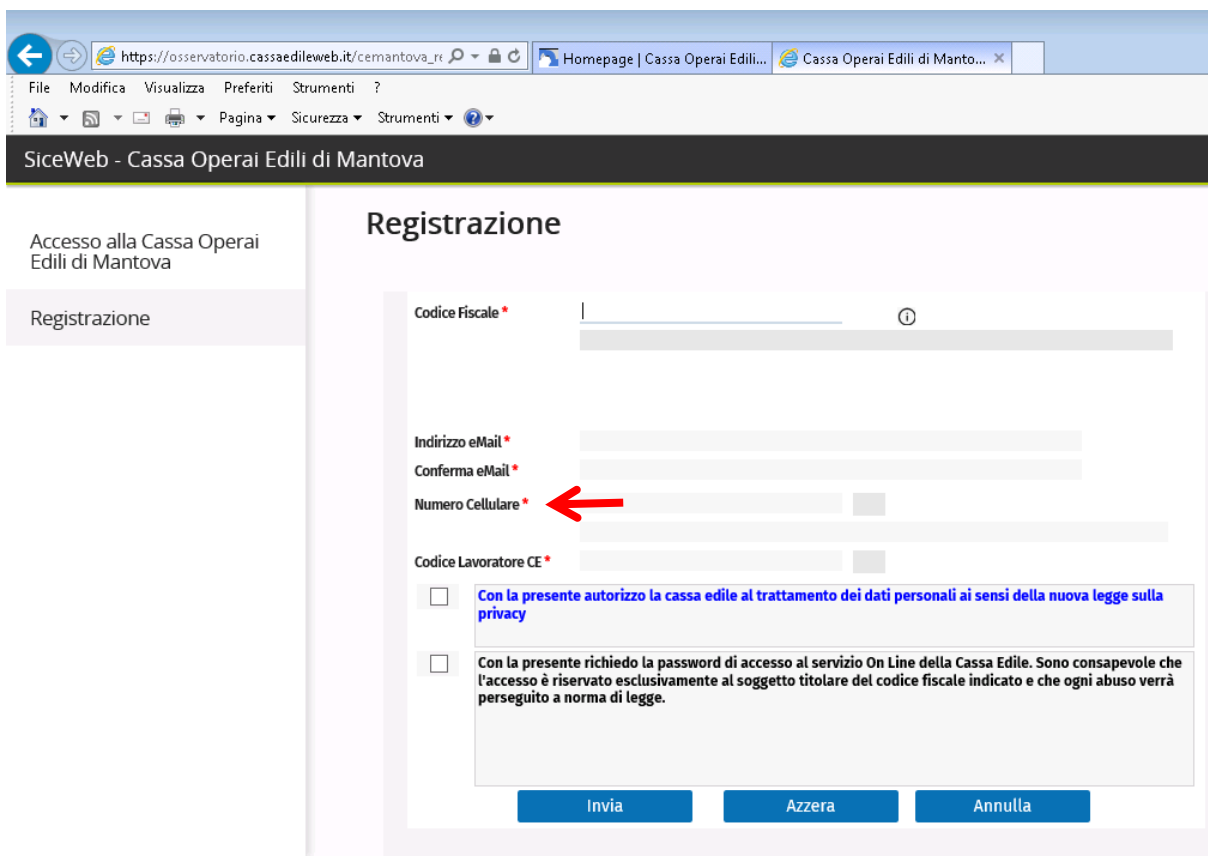 https://osservatorio.cassaedileweb.it/cemantova_re
Homepage | Cassa Operai Edili...
Cassa Operai Edili di Manto...
File Modifica Visualizza Preferiti Strumenti ?
Pagina Sicurezza Strumenti
SiceWeb - Cassa Operai Edili di Mantova
Accesso alla Cassa Operai
Edili di Mantova
Registrazione
Registrazione
Codice Fiscale *
Indirizzo eMail *
Conferma eMail *
Numero Cellulare *
Codice Lavoratore CE *
Con la presente autorizzo la cassa edile al trattamento dei dati personali ai sensi della nuova legge sulla
privacy
Con la presente richiedo la password di accesso al servizio On Line della Cassa Edile. Sono consapevole che
l'accesso è riservato esclusivamente al soggetto titolare del codice fiscale indicato e che ogni abuso verrà
perseguito a norma di legge.
Invia Azzera Annulla